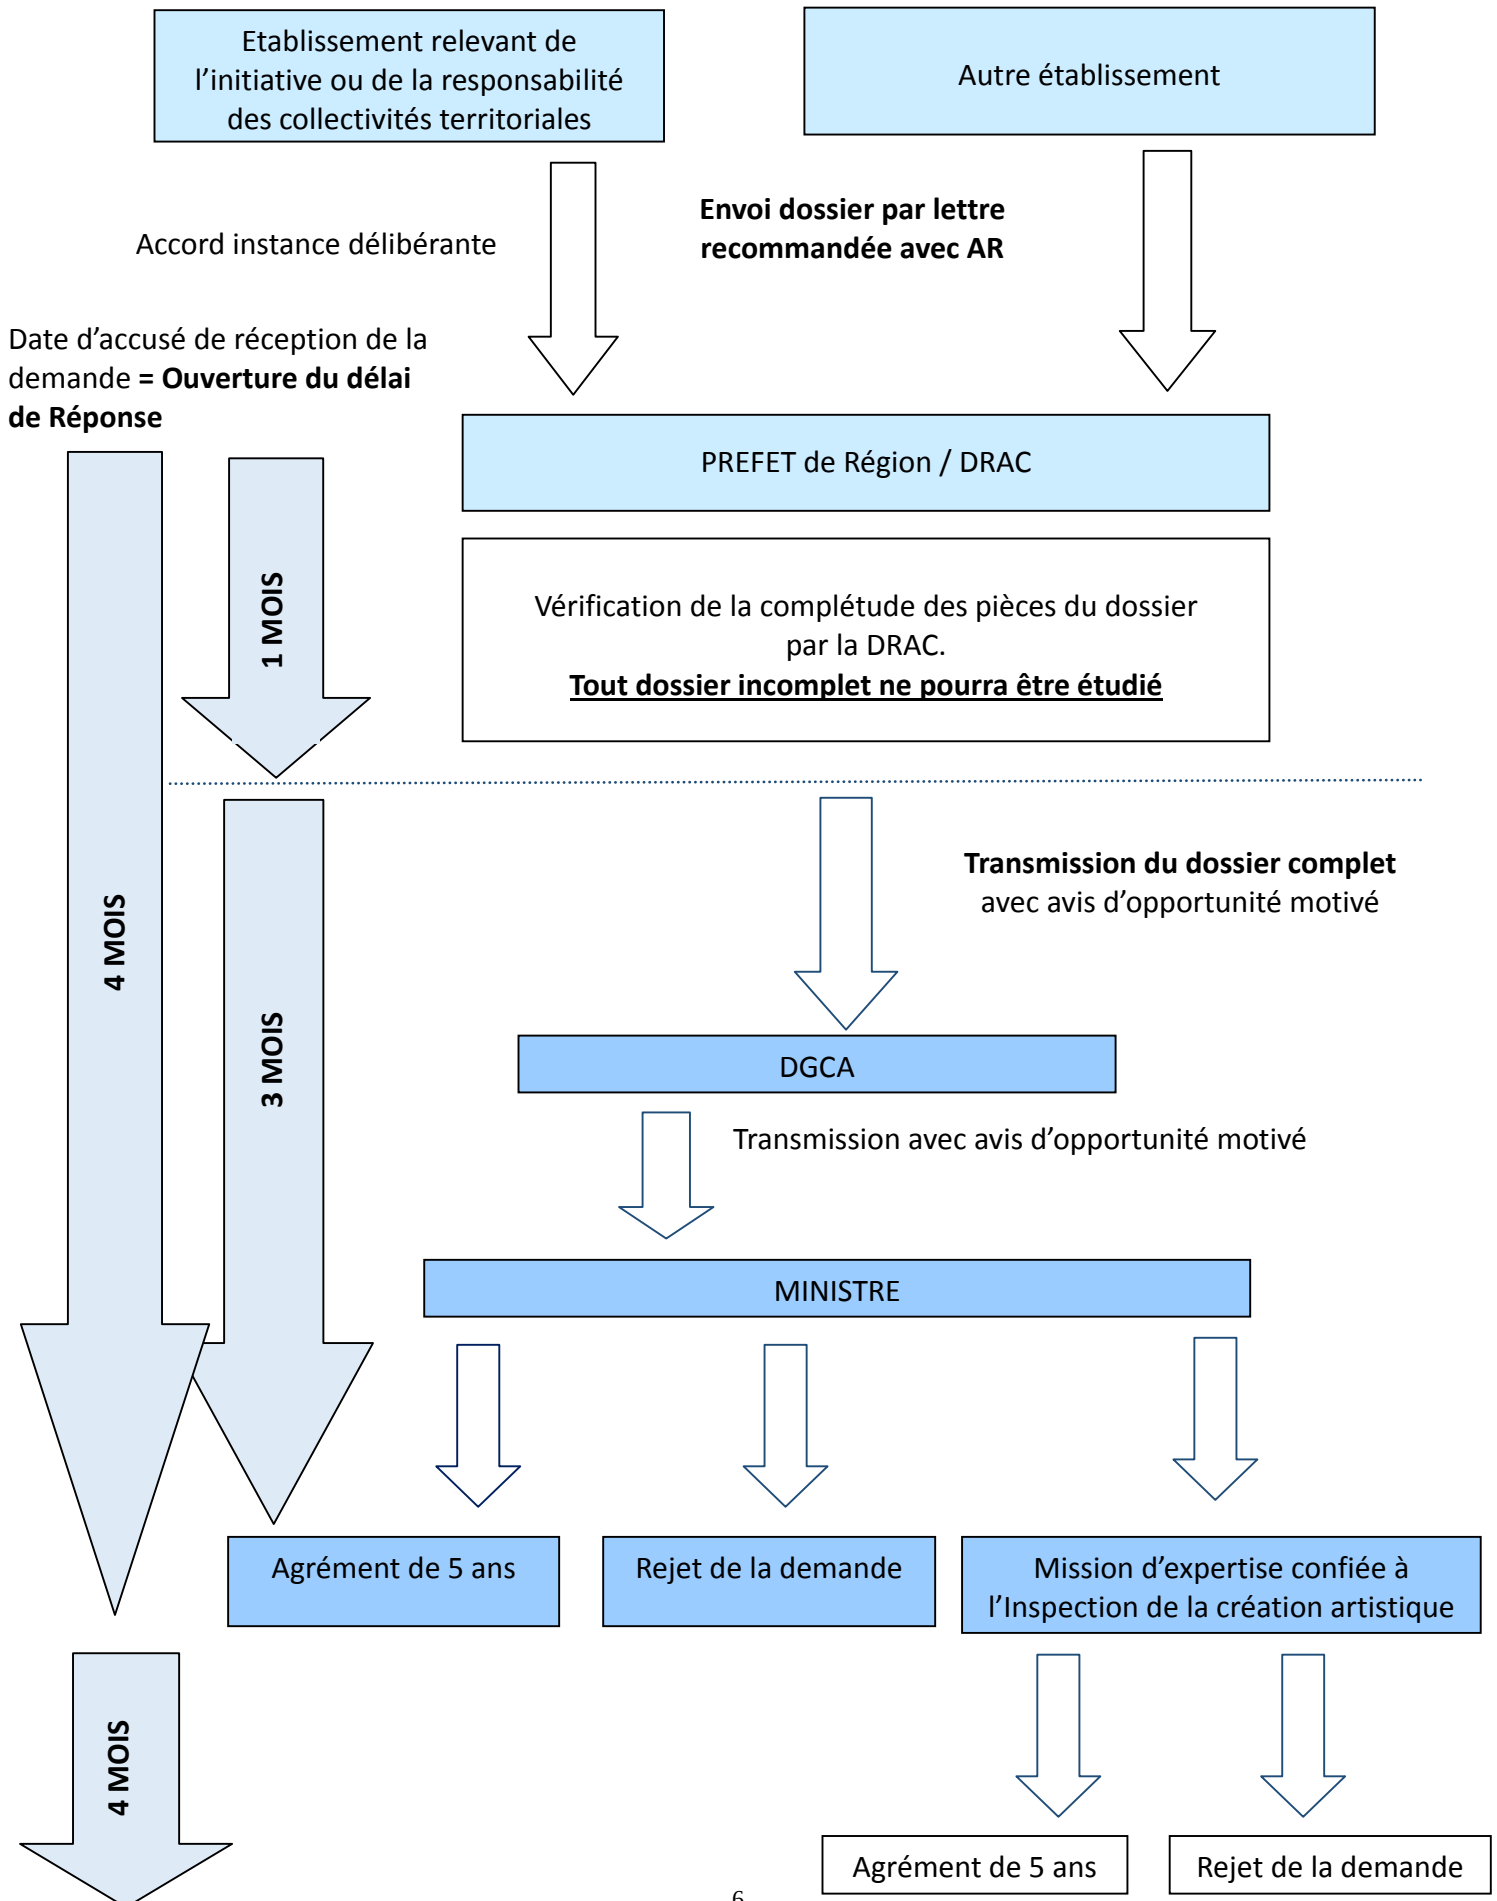 Etablissement relevant de
l’initiative ou de la responsabilité
des collectivités territoriales
Autre établissement
Envoi dossier par lettre
recommandée avec AR
Accord instance délibérante
Date d’accusé de réception de la
demande = Ouverture du délai
de Réponse
PREFET de Région / DRAC
1 MOIS
Vérification de la complétude des pièces du dossier
par la DRAC.
Tout dossier incomplet ne pourra être étudié
4 MOIS
3 MOIS
Transmission du dossier complet
avec avis d’opportunité motivé
DGCA
Transmission avec avis d’opportunité motivé
MINISTRE
Agrément de 5 ans
Rejet de la demande
Mission d’expertise confiée à
l’Inspection de la création artistique
4 MOIS
Agrément de 5 ans
Rejet de la demande
6